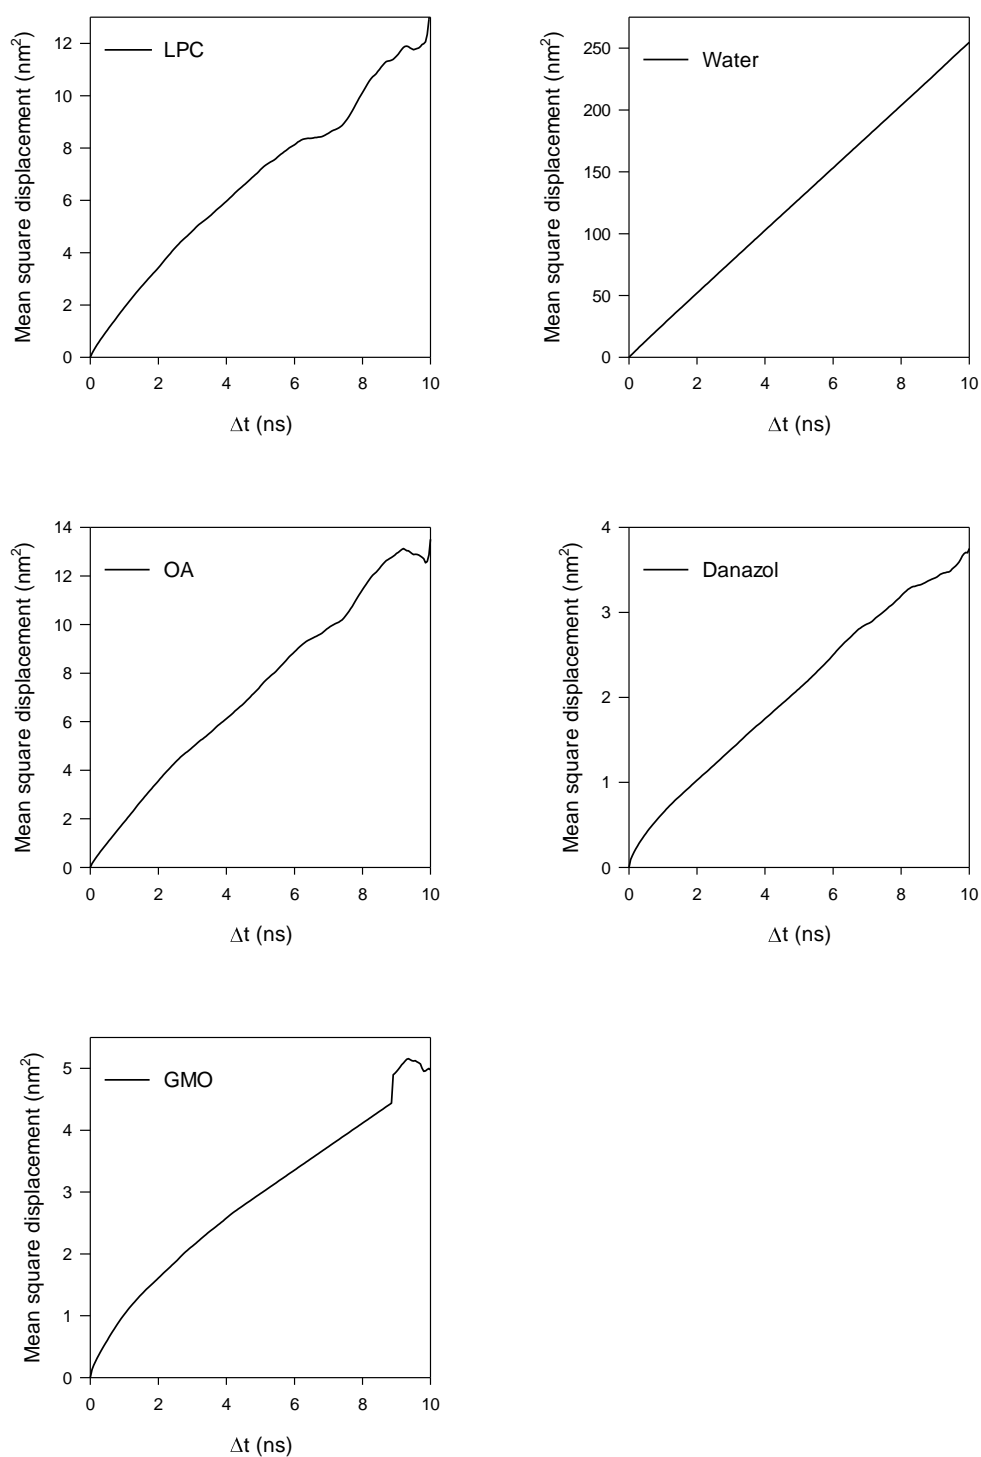 Mean square displacement (nm²)
LPC
12
10
8
6
4
2
0
0 2 4 6 8 10
Δt (ns)
Mean square displacement (nm²)
Water
250
200
150
100
50
0
0 2 4 6 8 10
Δt (ns)
Mean square displacement (nm²)
OA
14
12
10
8
6
4
2
0
0 2 4 6 8 10
Δt (ns)
Mean square displacement (nm²)
Danazol
4
3
2
1
0
0 2 4 6 8 10
Δt (ns)
Mean square displacement (nm²)
GMO
5
4
3
2
1
0
0 2 4 6 8 10
Δt (ns)